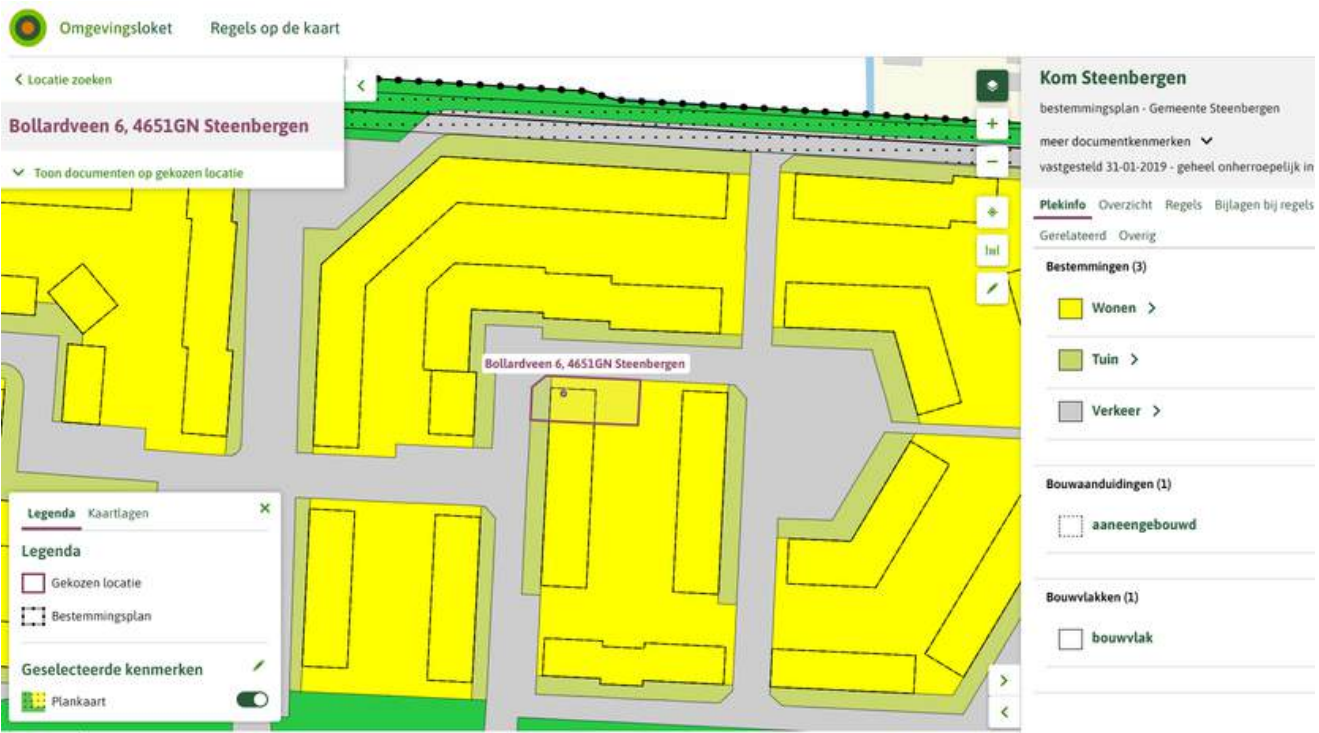 Omgevingsloket Regels op de kaart
Locatie zoeken
Bollardveen 6, 4651GN Steenbergen
Toon documenten op gekozen locatie
Bollardveen 6, 4651GN Steenbergen
Legenda Kaartlagen
Legenda
Gekozen locatie
Bestemmingsplan
Geselecteerde kenmerken
Plankaart
Kom Steenbergen
bestemmingsplan - Gemeente Steenbergen
meer documentkenmerken
vastgesteld 31-01-2019 - geheel onherroepelijk in
Plekinfo Overzicht Regels Bijlagen bij regels
Gerelateerd Overig
Bestemmingen (3)
Wonen
Tuin
Verkeer
Bouwaanduidingen (1)
aaneengebouwd
Bouwvlakken (1)
bouwvlak